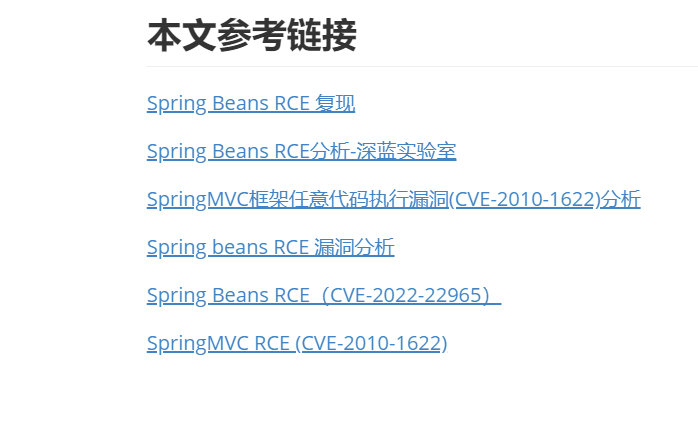 本文参考链接
Spring Beans RCE 复现
Spring Beans RCE分析-深蓝实验室
SpringMVC框架任意代码执行漏洞(CVE-2010-1622)分析
Spring beans RCE 漏洞分析
Spring Beans RCE（CVE-2022-22965）
SpringMVC RCE (CVE-2010-1622)